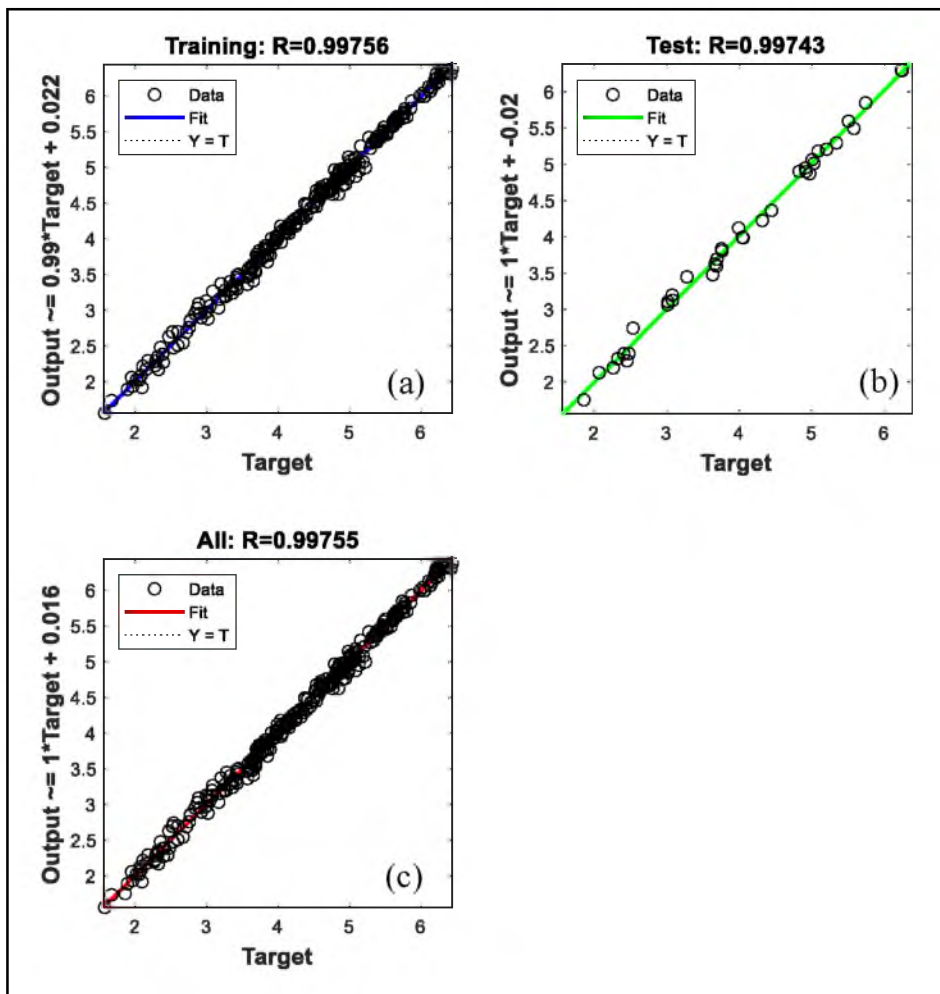 Training: R=0.99756
Output ~= 0.99*Target + 0.022
6
5.5
5
4.5
4
3.5
3
2.5
2
Data
Fit
Y = T
(a)
2 3 4 5 6
Target
Test: R=0.99743
Output ~= 1*Target + -0.02
6
5.5
5
4.5
4
3.5
3
2.5
2
Data
Fit
Y = T
(b)
2 3 4 5 6
Target
All: R=0.99755
Output ~= 1*Target + 0.016
6
5.5
5
4.5
4
3.5
3
2.5
2
Data
Fit
Y = T
(c)
2 3 4 5 6
Target